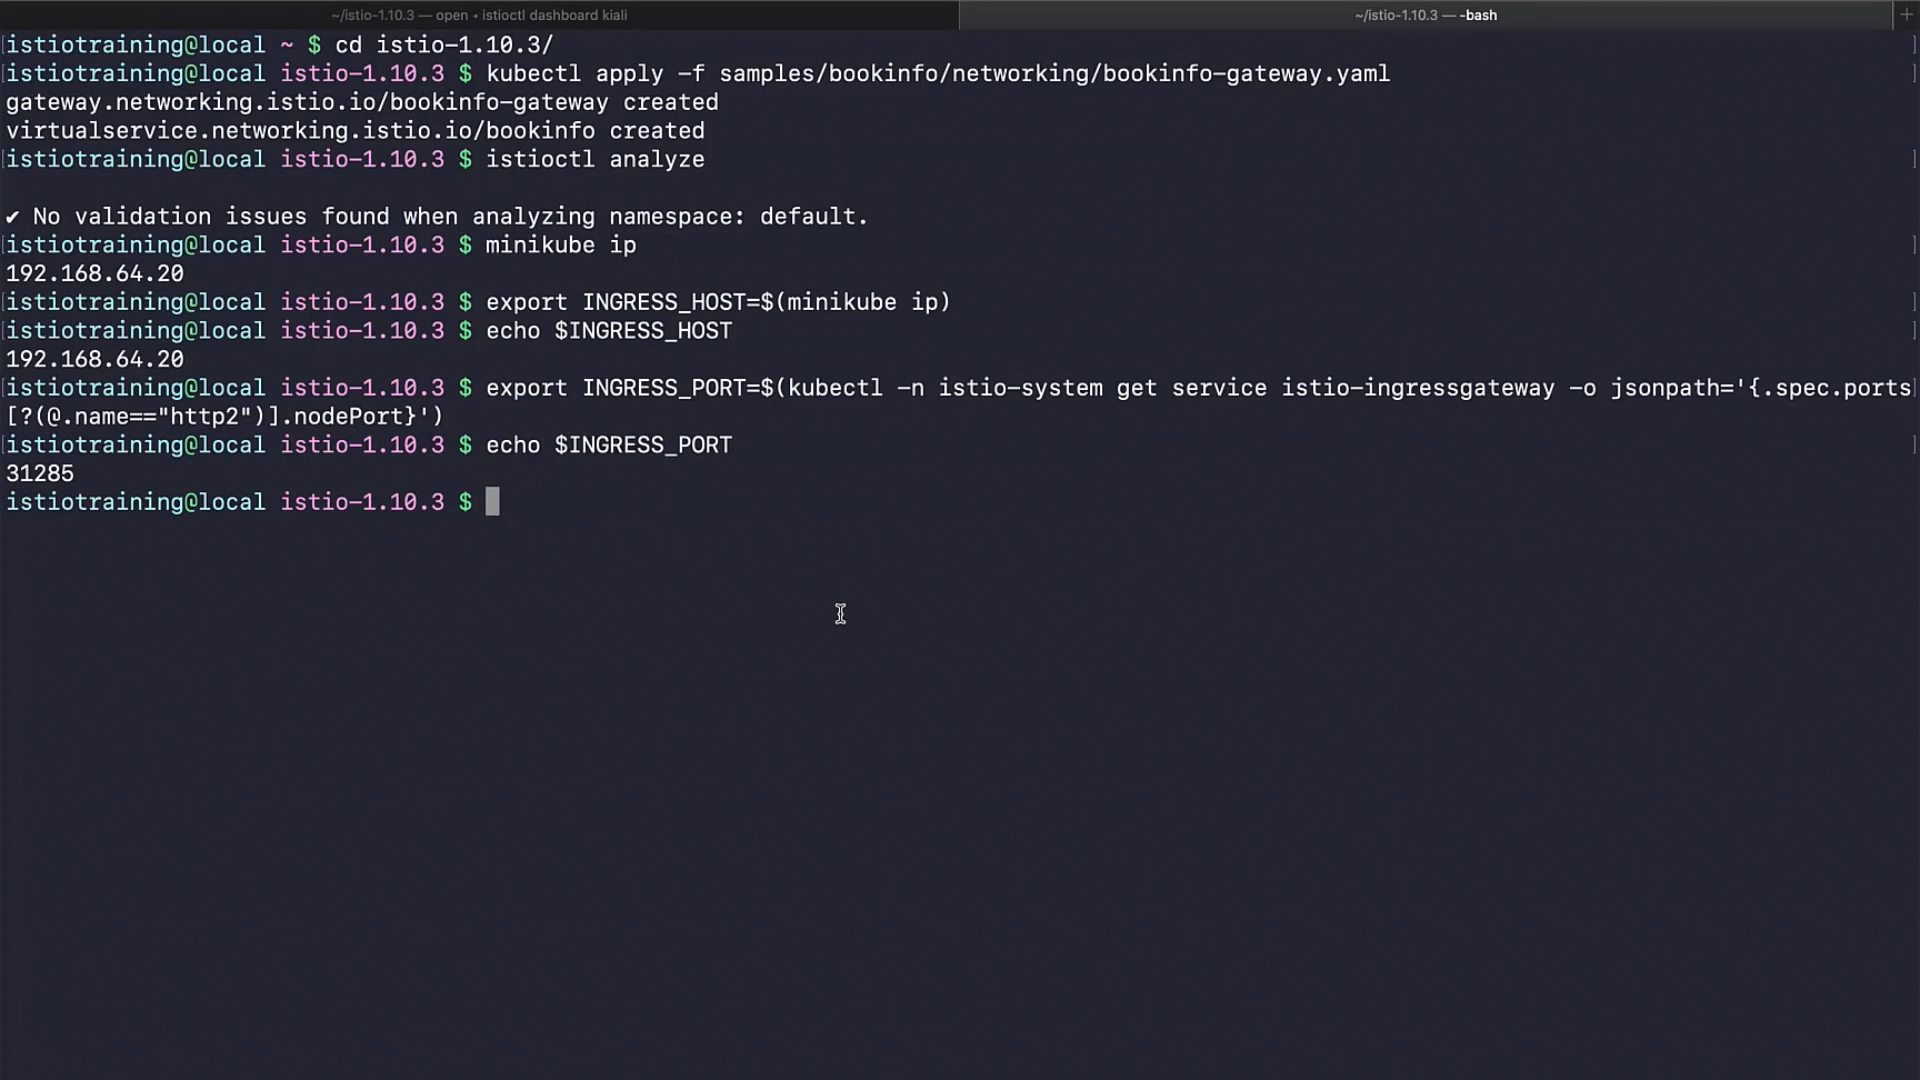 ~/istio-1.10.3 — open • istioctl dashboard kiali
~/istio-1.10.3 — -bash
+
[istiotraining@local ~ $ cd istio-1.10.3/ ]
[istiotraining@local istio-1.10.3 $ kubectl apply -f samples/bookinfo/networking/bookinfo-gateway.yaml ]
gateway.networking.istio.io/bookinfo-gateway created
virtualservice.networking.istio.io/bookinfo created
[istiotraining@local istio-1.10.3 $ istioctl analyze ]
✔ No validation issues found when analyzing namespace: default.
[istiotraining@local istio-1.10.3 $ minikube ip ]
192.168.64.20
[istiotraining@local istio-1.10.3 $ export INGRESS_HOST=$(minikube ip) ]
[istiotraining@local istio-1.10.3 $ echo $INGRESS_HOST ]
192.168.64.20
[istiotraining@local istio-1.10.3 $ export INGRESS_PORT=$(kubectl -n istio-system get service istio-ingressgateway -o jsonpath='{.spec.ports]
[?(@.name=="http2")].nodePort}')
[istiotraining@local istio-1.10.3 $ echo $INGRESS_PORT ]
31285
istiotraining@local istio-1.10.3 $